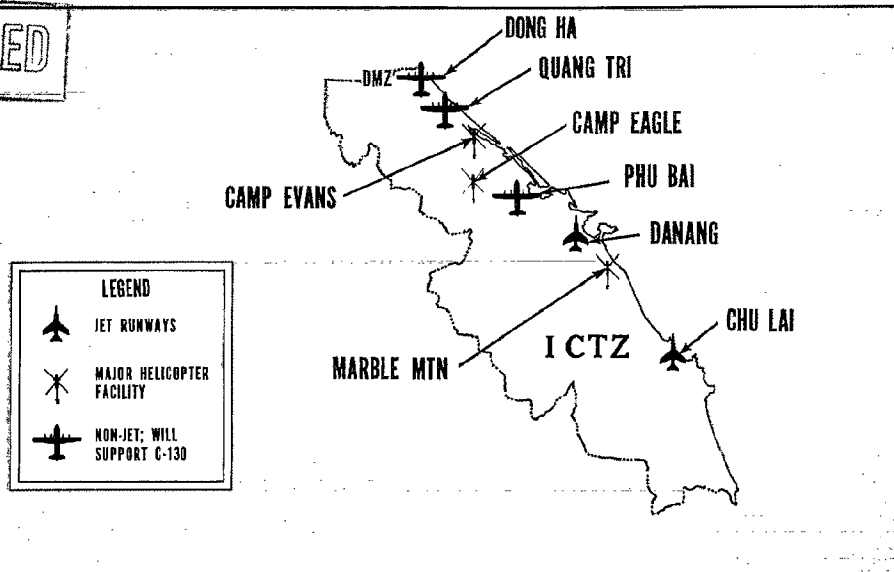 ED
DONG HA
DMZ
QUANG TRI
CAMP EAGLE
CAMP EVANS
PHU BAI
DANANG
LEGEND
JET RUNWAYS
MAJOR HELICOPTER
FACILITY
NON-JET; WILL
SUPPORT C-130
CHU LAI
I CTZ
MARBLE MTN